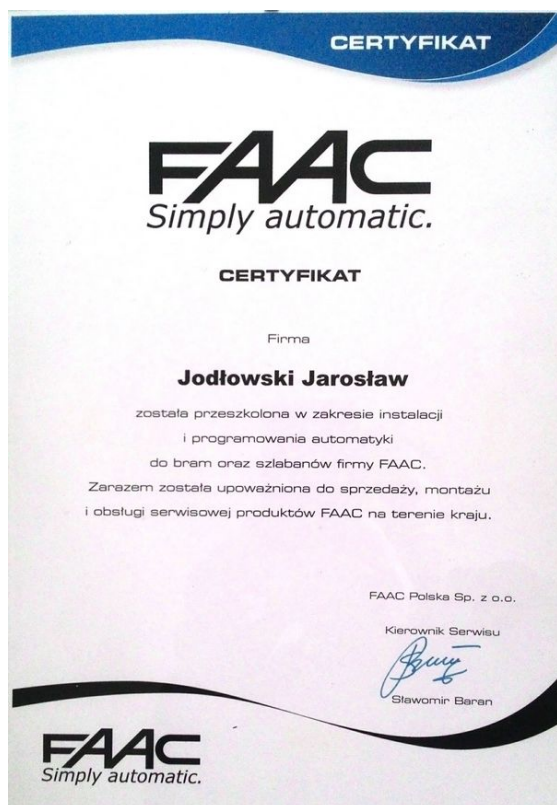 CERTYFIKAT
FAAC
Simply automatic.
CERTYFIKAT
Firma
Jodłowski Jarosław
została przeszkolona w zakresie instalacji
i programowania automatyki
do bram oraz szlabanów firmy FAAC.
Zarazem została upoważniona do sprzedaży, montażu
i obsługi serwisowej produktów FAAC na terenie kraju.
FAAC Polska Sp. z o.o.
Kierownik Serwisu
Sławomir Baran
FAAC
Simply automatic.